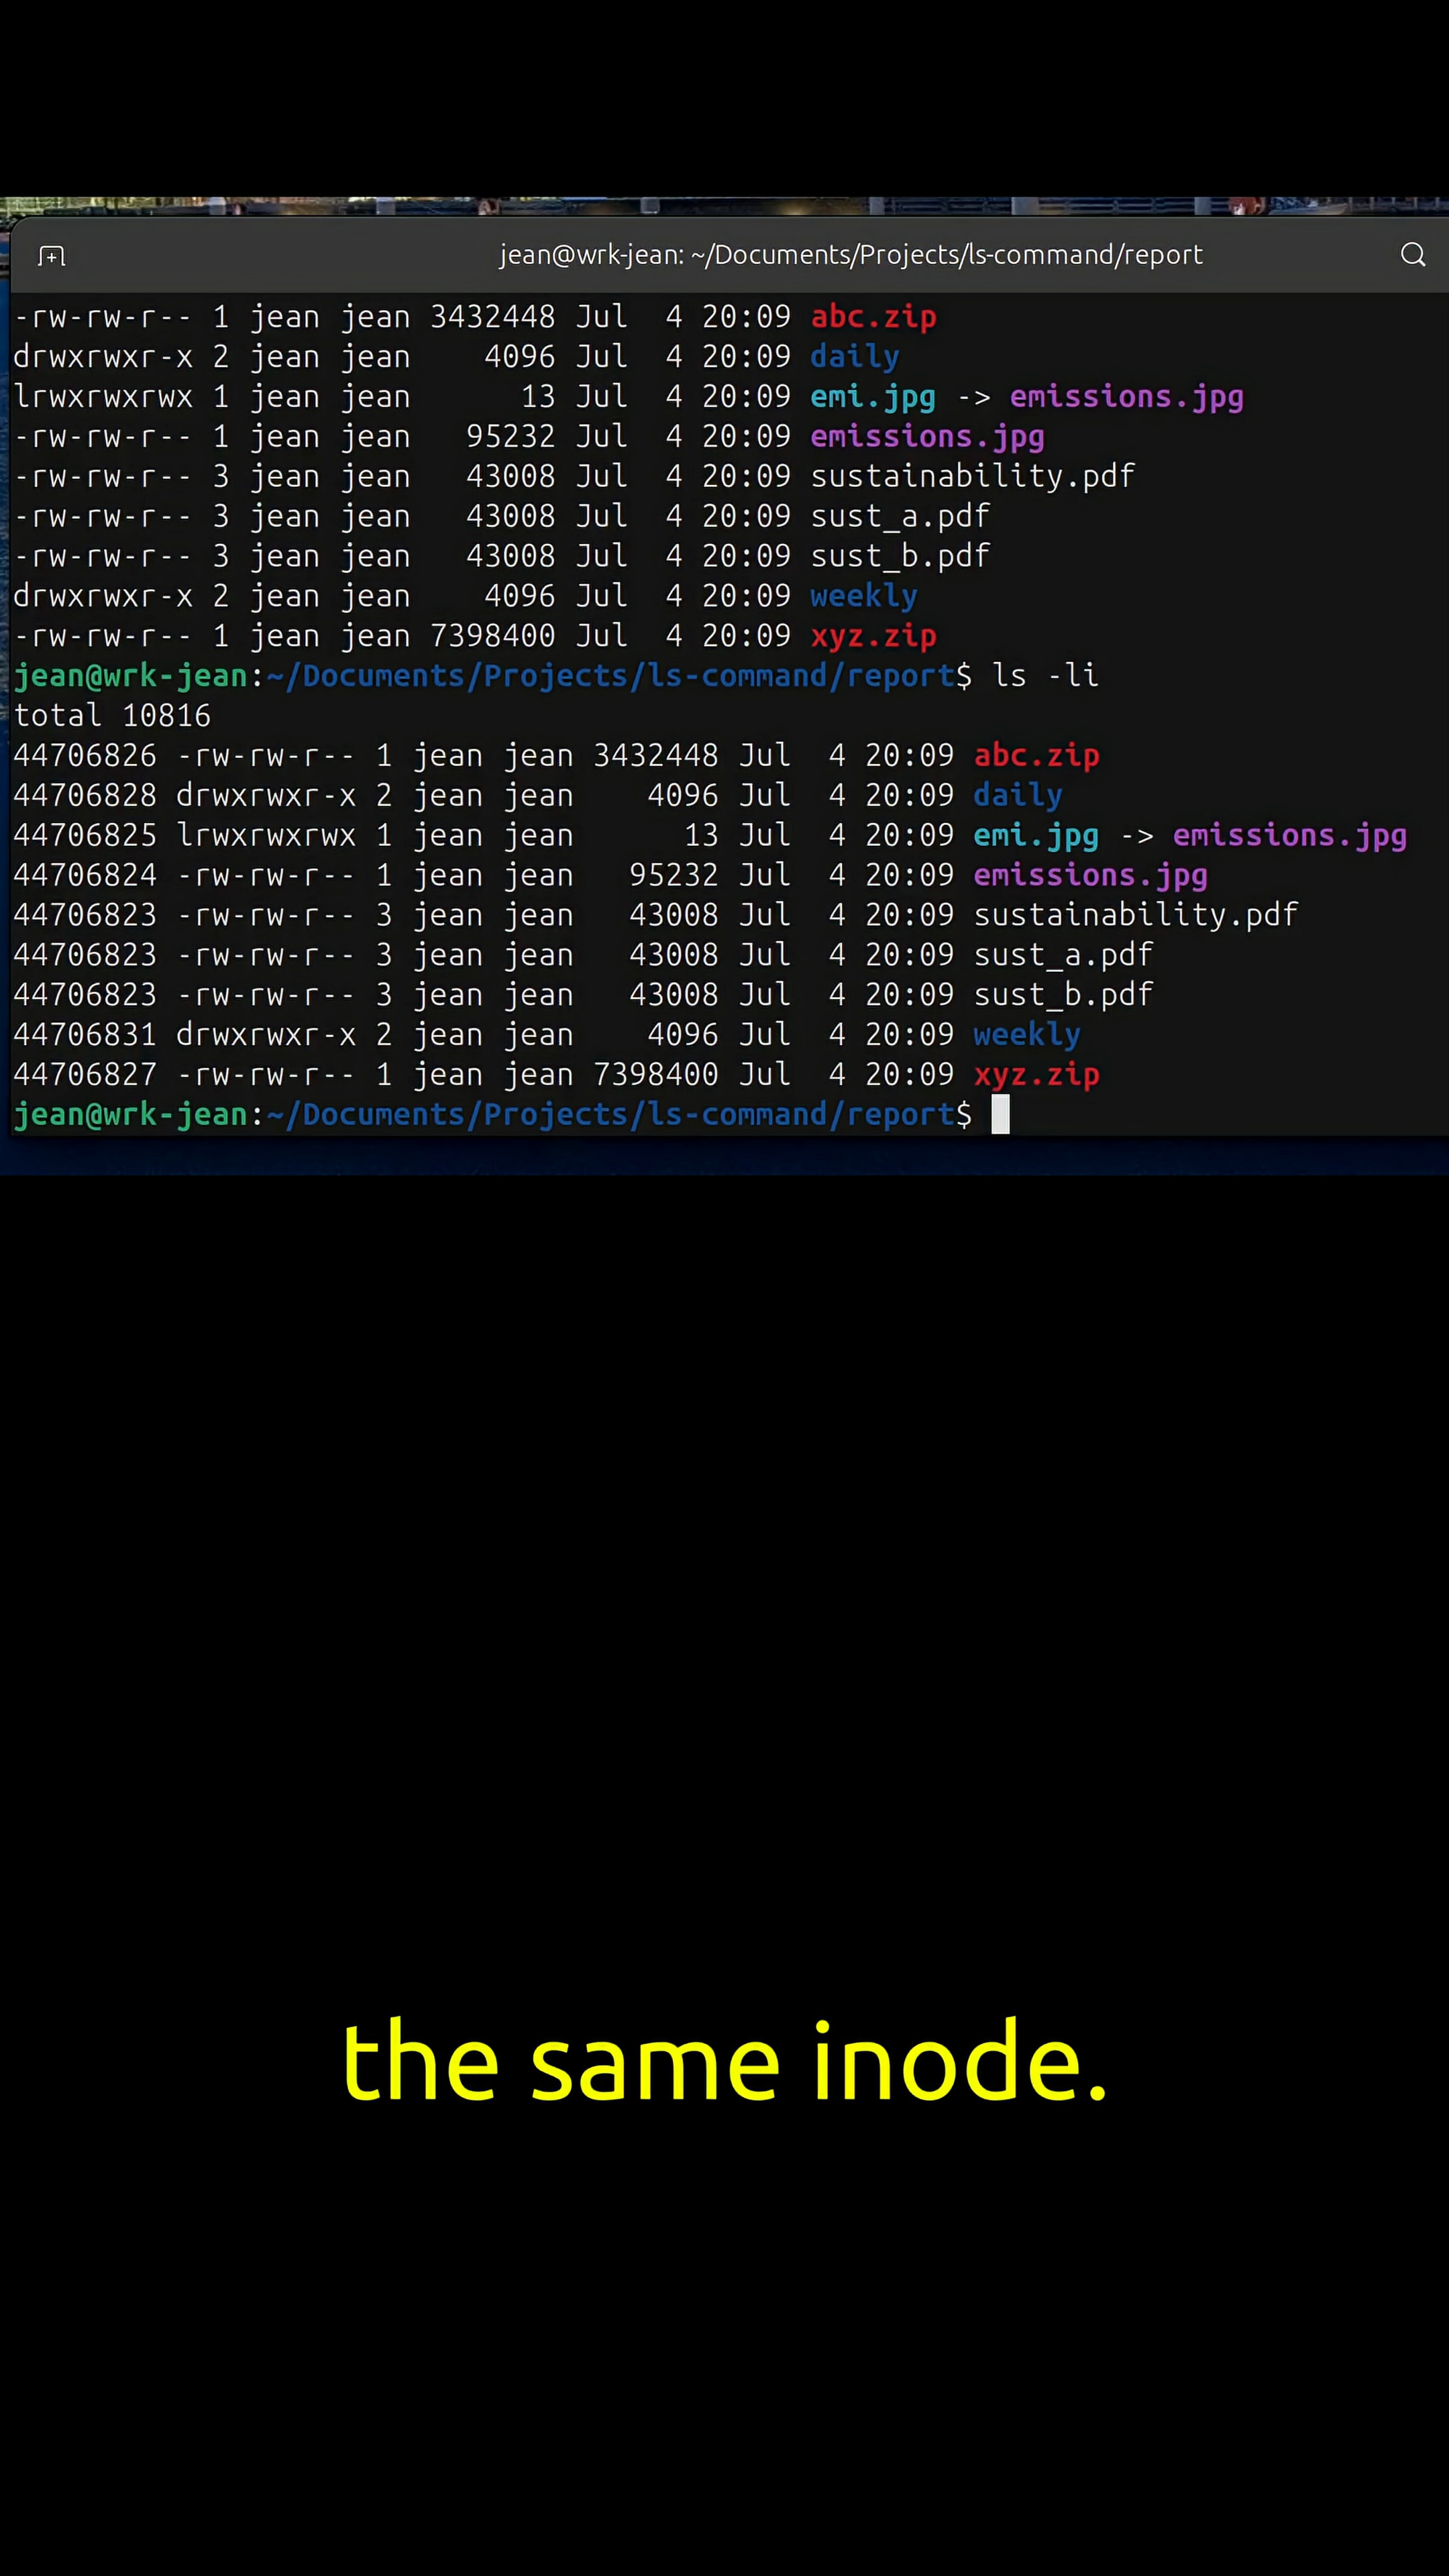 jean@wrk-jean: ~/Documents/Projects/ls-command/report
-rw-rw-r-- 1 jean jean 3432448 Jul  4 20:09 abc.zip
drwxrwxr-x 2 jean jean    4096 Jul  4 20:09 daily
lrwxrwxrwx 1 jean jean      13 Jul  4 20:09 emi.jpg -> emissions.jpg
-rw-rw-r-- 1 jean jean   95232 Jul  4 20:09 emissions.jpg
-rw-rw-r-- 3 jean jean   43008 Jul  4 20:09 sustainability.pdf
-rw-rw-r-- 3 jean jean   43008 Jul  4 20:09 sust_a.pdf
-rw-rw-r-- 3 jean jean   43008 Jul  4 20:09 sust_b.pdf
drwxrwxr-x 2 jean jean    4096 Jul  4 20:09 weekly
-rw-rw-r-- 1 jean jean 7398400 Jul  4 20:09 xyz.zip
jean@wrk-jean:~/Documents/Projects/ls-command/report$ ls -li
total 10816
44706826 -rw-rw-r-- 1 jean jean 3432448 Jul  4 20:09 abc.zip
44706828 drwxrwxr-x 2 jean jean    4096 Jul  4 20:09 daily
44706825 lrwxrwxrwx 1 jean jean      13 Jul  4 20:09 emi.jpg -> emissions.jpg
44706824 -rw-rw-r-- 1 jean jean   95232 Jul  4 20:09 emissions.jpg
44706823 -rw-rw-r-- 3 jean jean   43008 Jul  4 20:09 sustainability.pdf
44706823 -rw-rw-r-- 3 jean jean   43008 Jul  4 20:09 sust_a.pdf
44706823 -rw-rw-r-- 3 jean jean   43008 Jul  4 20:09 sust_b.pdf
44706831 drwxrwxr-x 2 jean jean    4096 Jul  4 20:09 weekly
44706827 -rw-rw-r-- 1 jean jean 7398400 Jul  4 20:09 xyz.zip
jean@wrk-jean:~/Documents/Projects/ls-command/report$
the same inode.